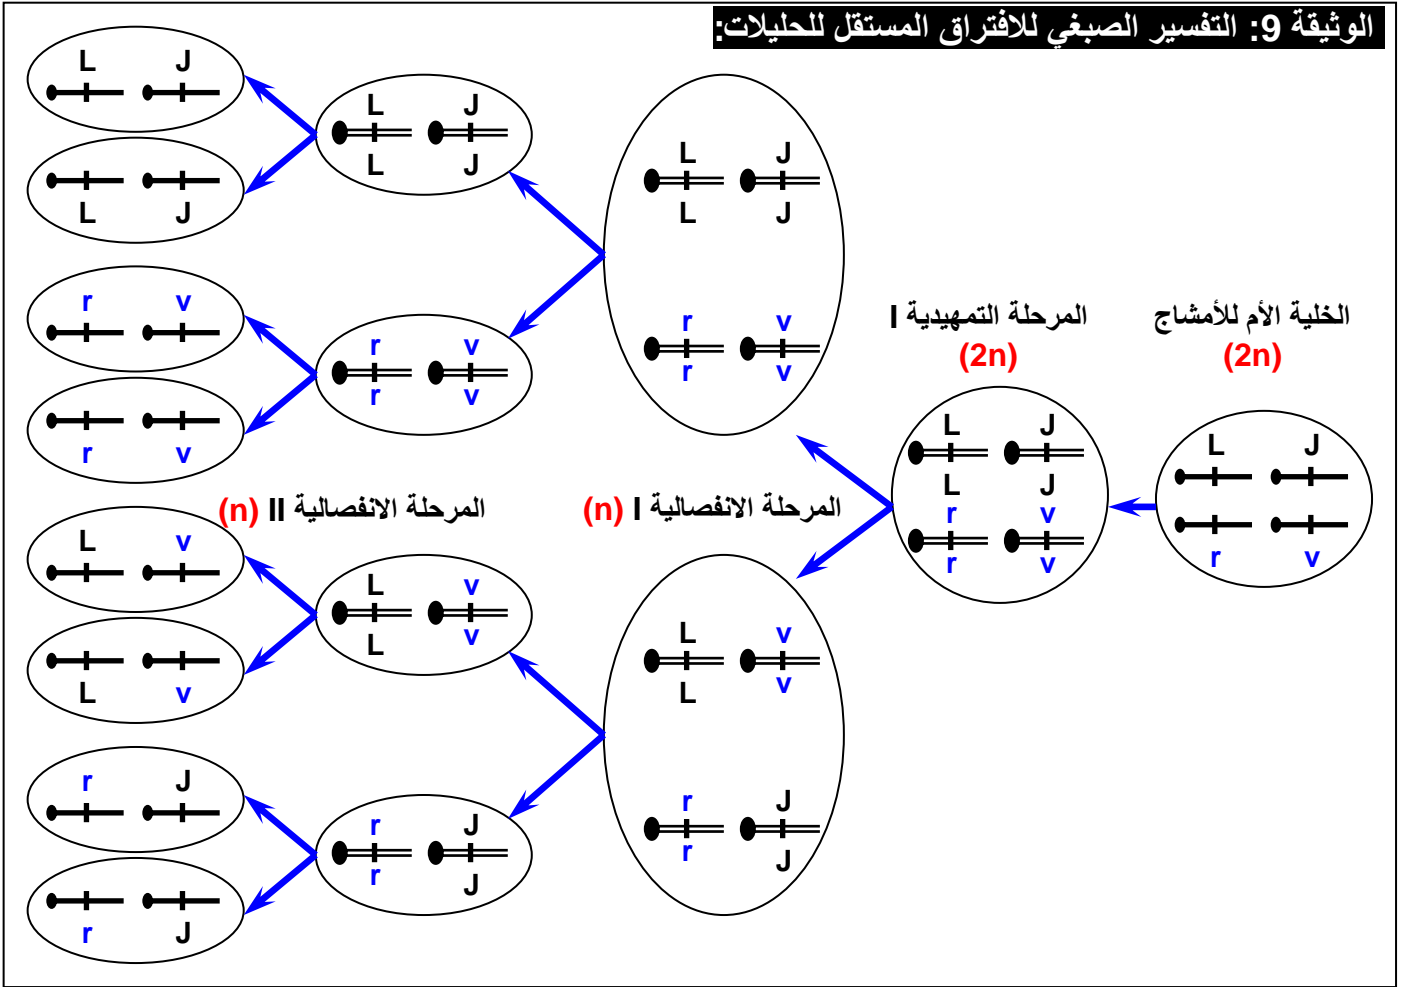 الوثيقة 9: التفسير الصبغي للافتراق المستقل للحليلات:
الخلية الأم للأمشاج
(2n)
L J
r v
المرحلة التمهيدية I
(2n)
L J
L J
r v
r v
المرحلة الانفصالية I (n)
L J
L J
r v
r v
L v
L v
r J
r J
المرحلة الانفصالية II (n)
L J
L J
r v
r v
L v
L v
r J
r J
L J
L J
r v
r v
L v
L v
r J
r J